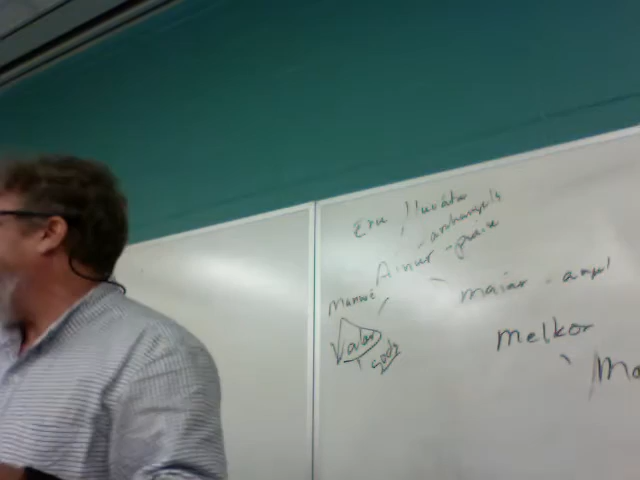 Eru Ilúvatar
- archangels
Ainur - praise
Manwë
maiar - angel
Valar
gods
Melkor